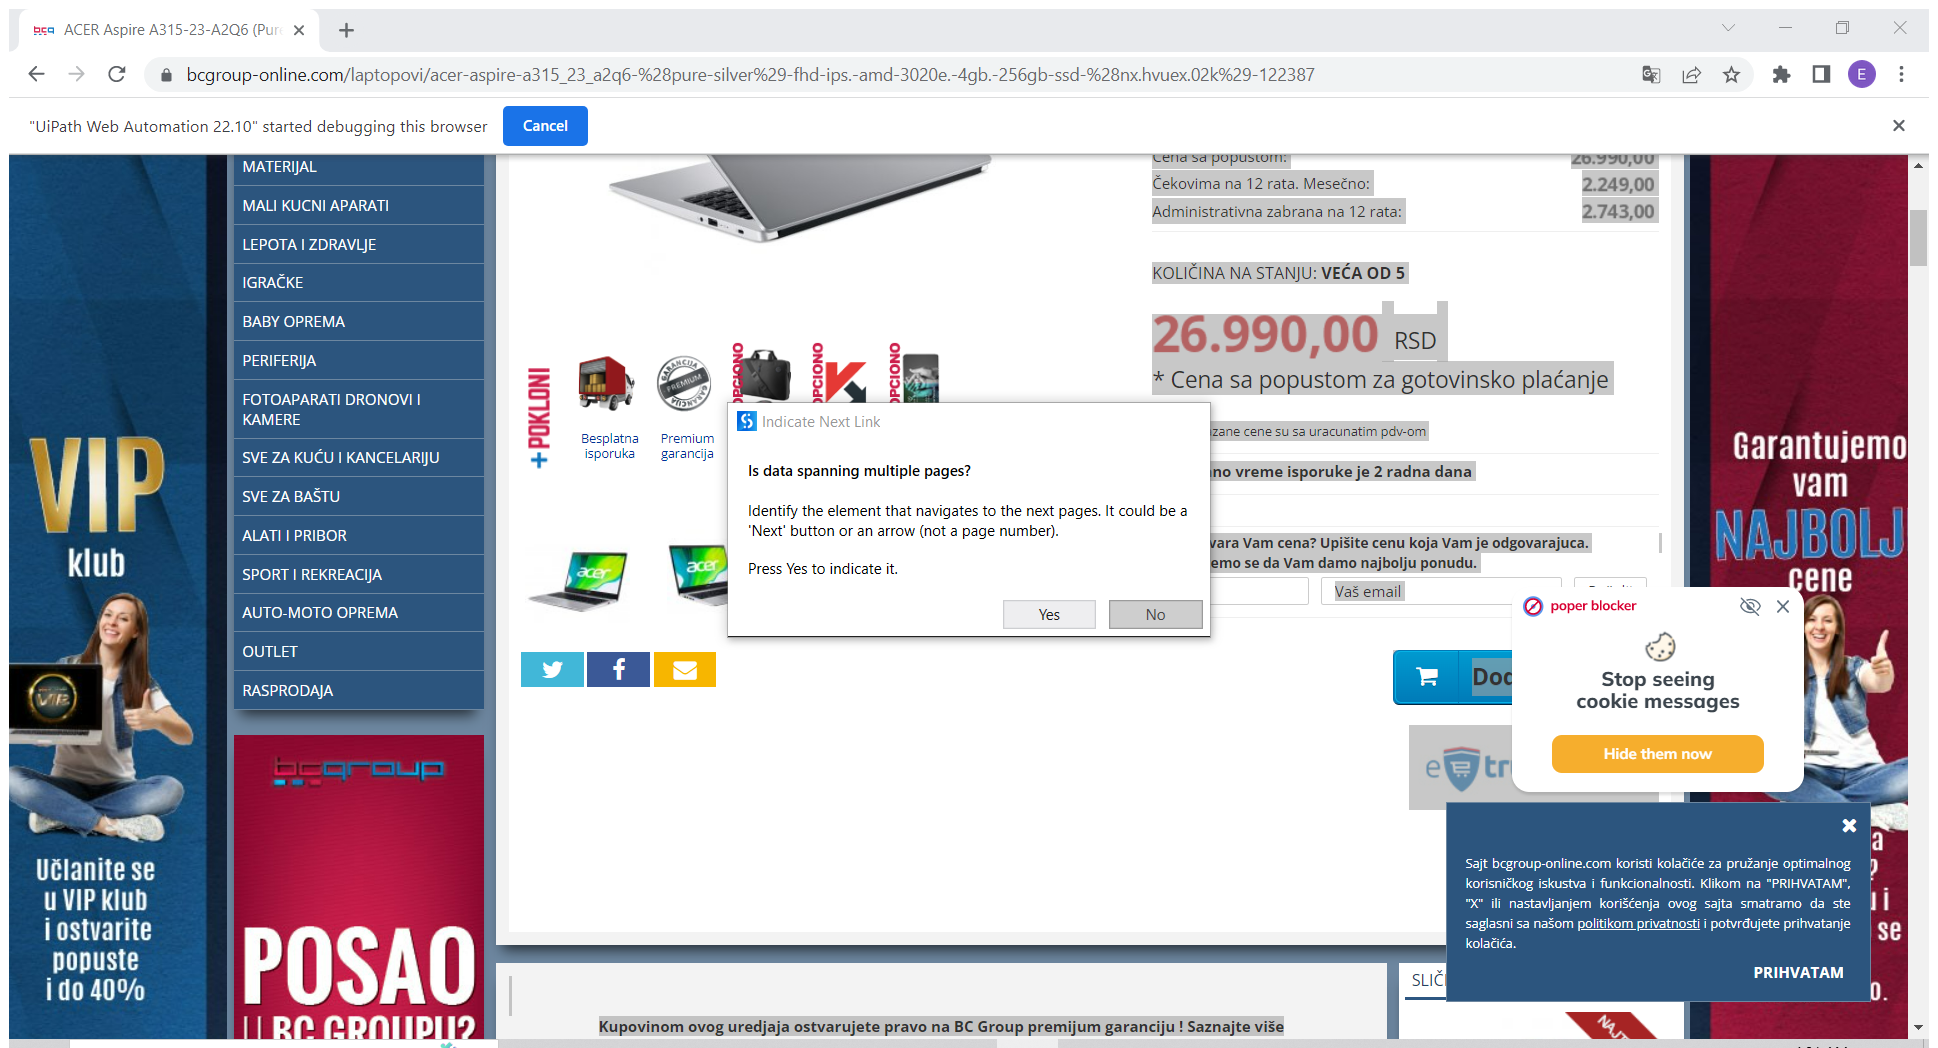 bcg ACER Aspire A315-23-A2Q6 (Pur
bcgroup-online.com/laptopovi/acer-aspire-a315_23_a2q6-%28pure-silver%29-fhd-ips.-amd-3020e.-4gb.-256gb-ssd-%28nx.hvuex.02k%29-122387
E
"UiPath Web Automation 22.10" started debugging this browser
Cancel
MATERIJAL
MALI KUCNI APARATI
LEPOTA I ZDRAVLJE
IGRAČKE
BABY OPREMA
PERIFERIJA
FOTOAPARATI DRONOVI I
KAMERE
SVE ZA KUĆU I KANCELARIJU
SVE ZA BAŠTU
ALATI I PRIBOR
SPORT I REKREACIJA
AUTO-MOTO OPREMA
OUTLET
RASPRODAJA
VIP
klub
VIP
Učlanite se
u VIP klub
i ostvarite
popuste
i do 40%
bcgroup
POSAO
U BC GROUPU?
Cena sa popustom: 26.990,00
Čekovima na 12 rata. Mesečno: 2.249,00
Administrativna zabrana na 12 rata: 2.743,00
KOLIČINA NA STANJU: VEĆA OD 5
26.990,00 RSD
* Cena sa popustom za gotovinsko plaćanje
zane cene su sa uracunatim pdv-om
no vreme isporuke je 2 radna dana
vara Vam cena? Upišite cenu koja Vam je odgovarajuca.
emo se da Vam damo najbolju ponudu.
Vaš email
+ POKLONI
GARANCIJA
PREMIUM
GARANCIJA
OPCIONO
OPCIONO
OPCIONO
Besplatna
isporuka
Premium
garancija
acer
acer
Indicate Next Link
Is data spanning multiple pages?
Identify the element that navigates to the next pages. It could be a
'Next' button or an arrow (not a page number).
Press Yes to indicate it.
Yes
No
Dod
e tru
poper blocker
Stop seeing
cookie messages
Hide them now
Sajt bcgroup-online.com koristi kolačiće za pružanje optimalnog
korisničkog iskustva i funkcionalnosti. Klikom na "PRIHVATAM",
"X" ili nastavljanjem korišćenja ovog sajta smatramo da ste
saglasni sa našom politikom privatnosti i potvrđujete prihvatanje
kolačića.
PRIHVATAM
Garantujemo
vam
NAJBOLJ
cene
a
?
i
se
o.
Kupovinom ovog uredjaja ostvarujete pravo na BC Group premijum garanciju ! Saznajte više
SLIČ
NAJT